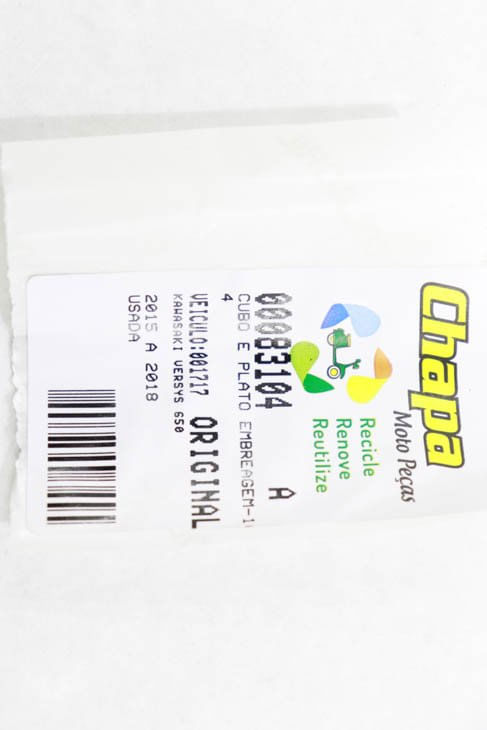 Chapa
Moto Peças
Recicle
Renove
Reutilize
00083104 A
CUBO E PLATO EMBREAGEM-1
4
VEICULO:001717 ORIGINAL
KAWASAKI VERSYS 650
2015 A 2018
USADA